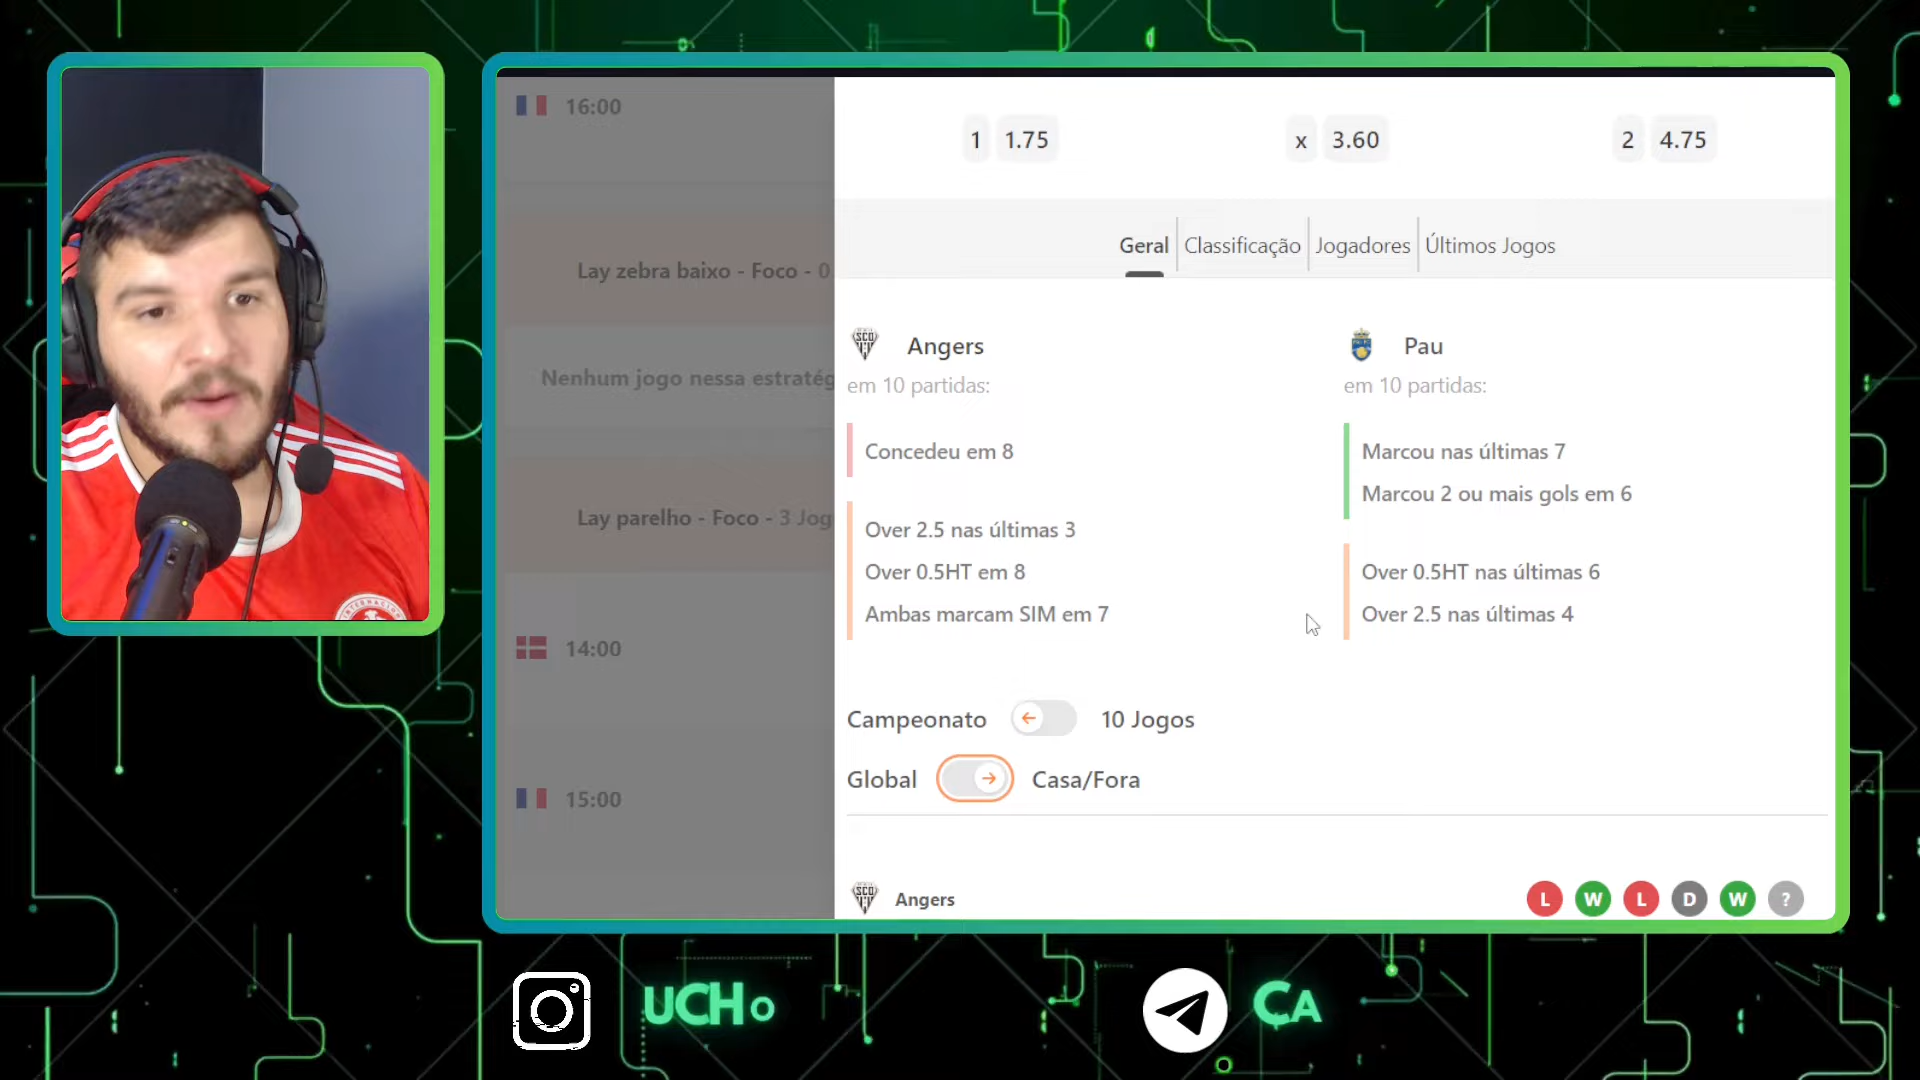 16:00
Lay zebra baixo - Foco - 0
Nenhum jogo nessa estratég
Lay parelho - Foco - 3 Jog
14:00
15:00
1 1.75 x 3.60 2 4.75
Geral Classificação Jogadores Últimos Jogos
Angers
em 10 partidas:
Concedeu em 8
Over 2.5 nas últimas 3
Over 0.5HT em 8
Ambas marcam SIM em 7
Pau
em 10 partidas:
Marcou nas últimas 7
Marcou 2 ou mais gols em 6
Over 0.5HT nas últimas 6
Over 2.5 nas últimas 4
Campeonato 10 Jogos
Global Casa/Fora
Angers L W L D W ?
UCHO
CA